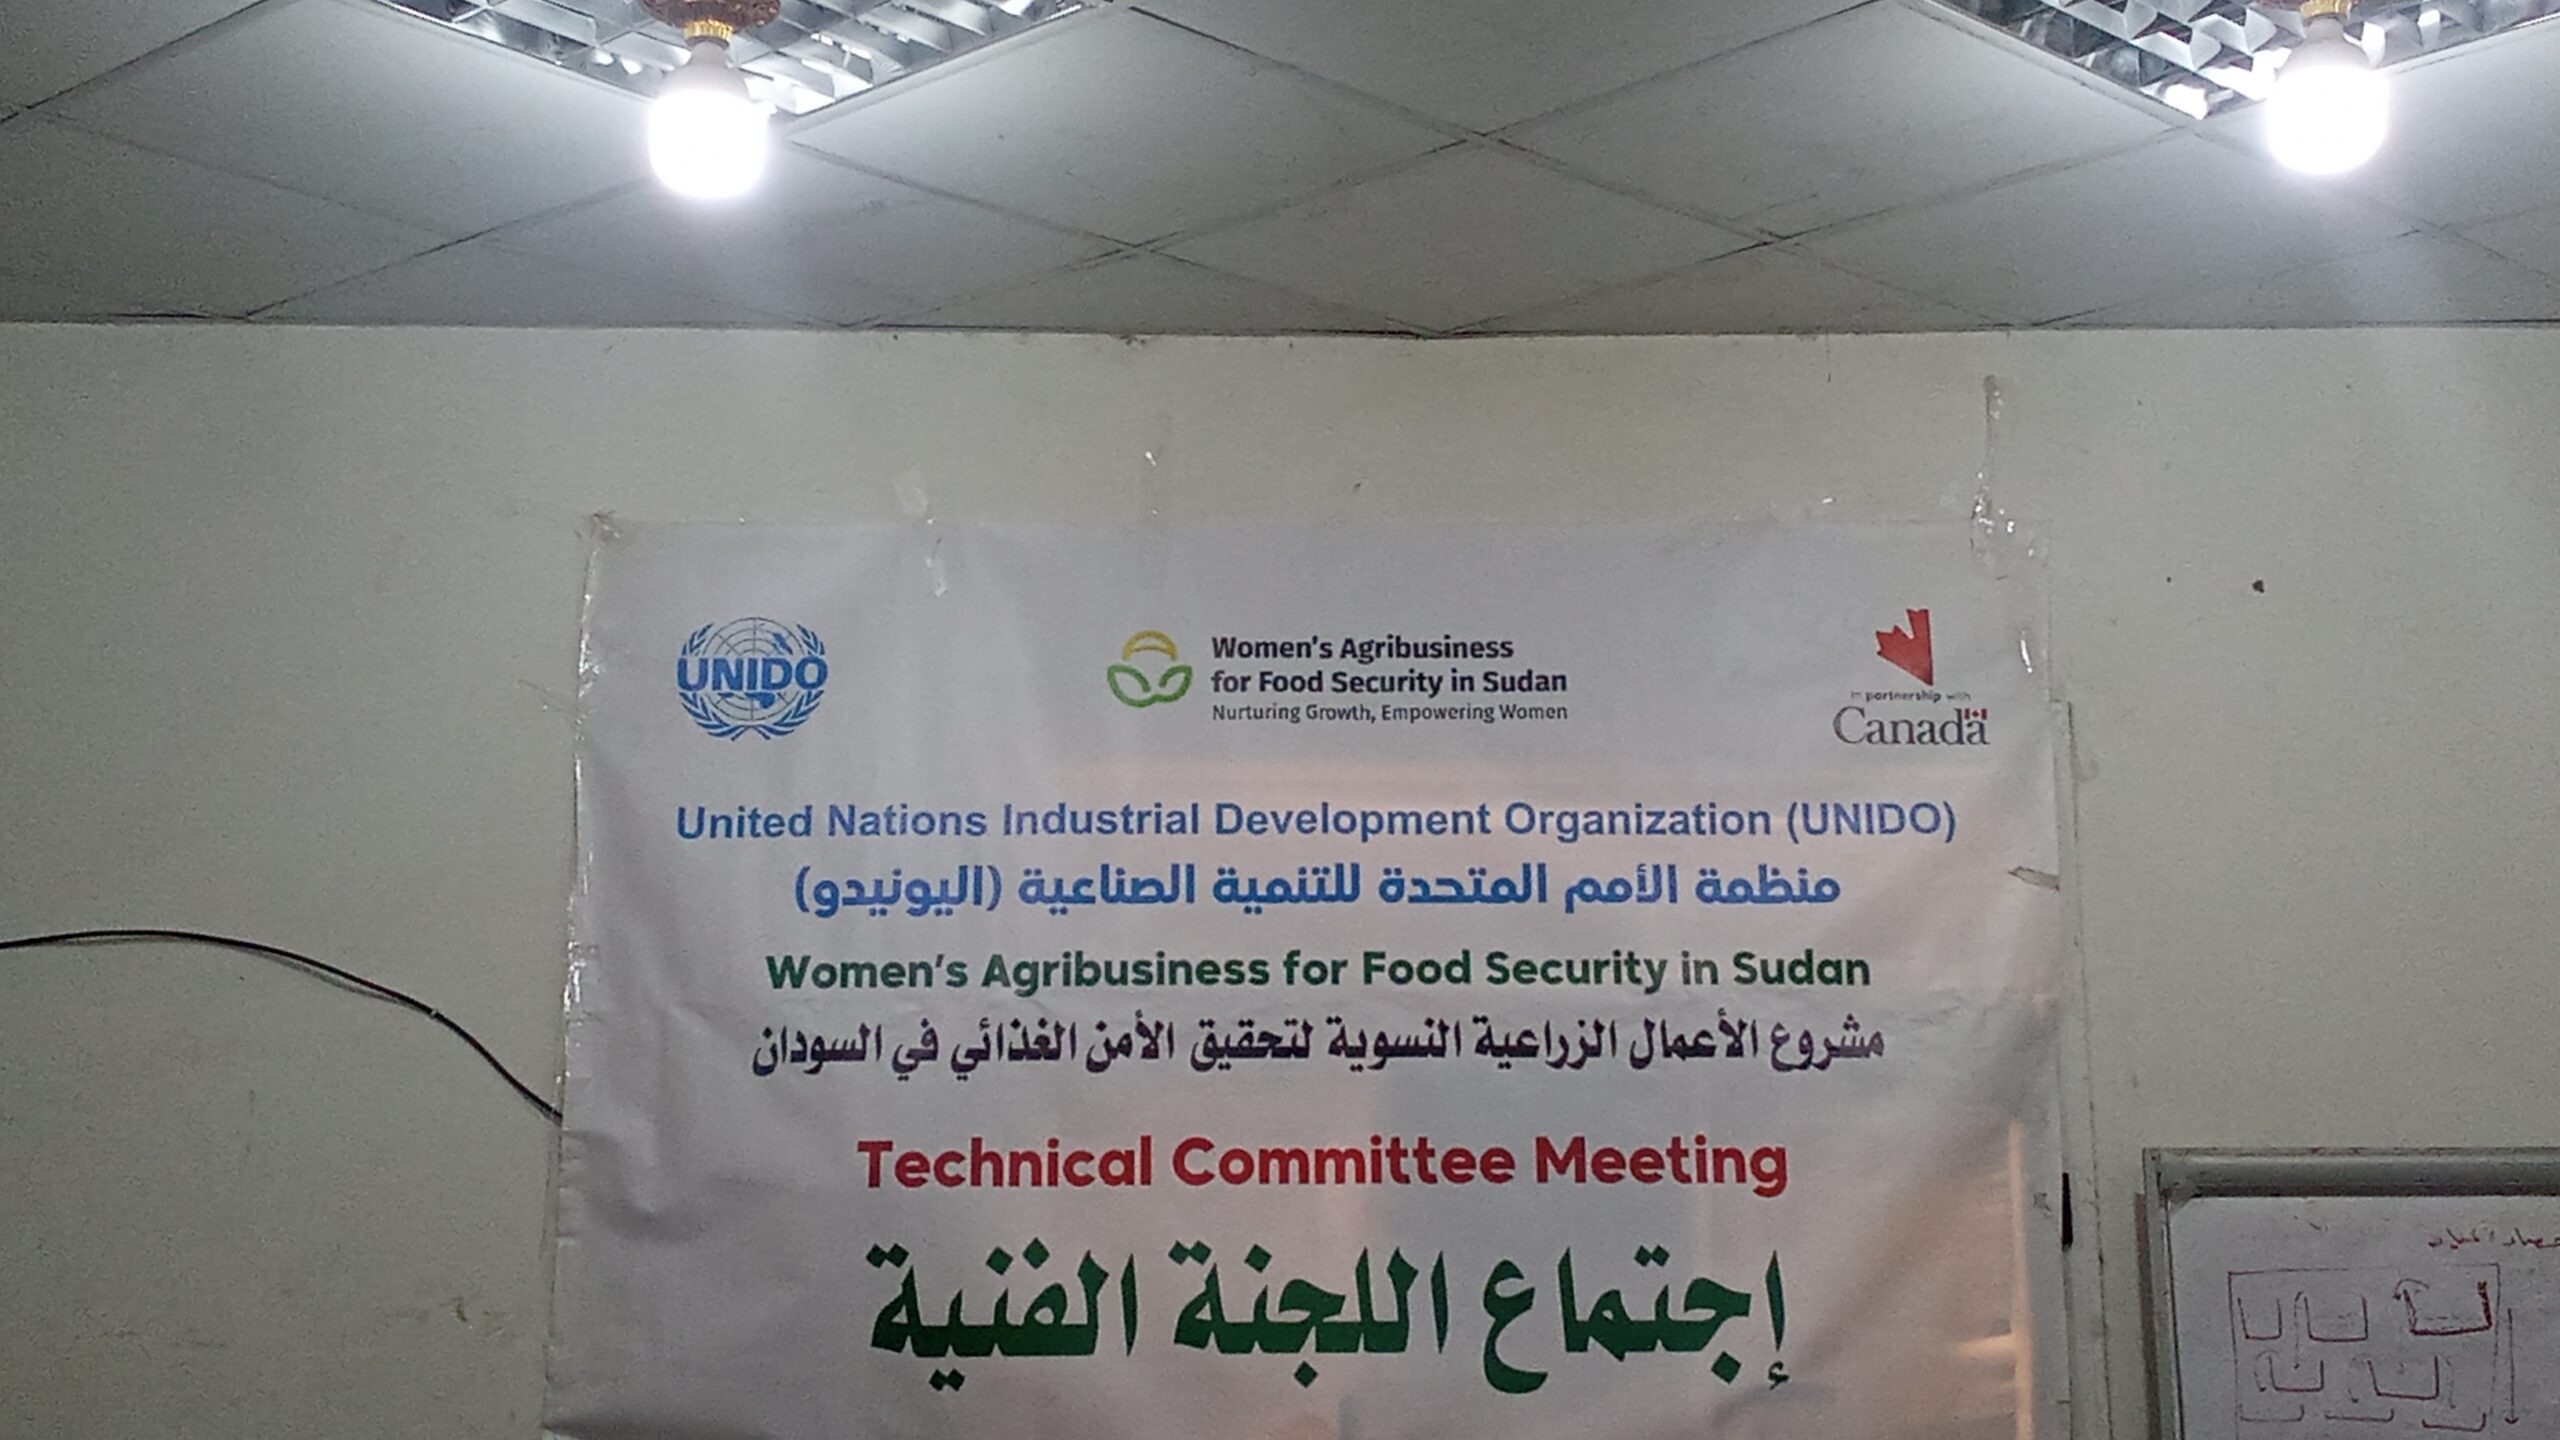 UNIDO
Women's Agribusiness
for Food Security in Sudan
Nurturing Growth, Empowering Women
In partnership with
Canada
United Nations Industrial Development Organization (UNIDO)
منظمة الأمم المتحدة للتنمية الصناعية (اليونيدو)
Women's Agribusiness for Food Security in Sudan
مشروع الأعمال الزراعية النسوية لتحقيق الأمن الغذائي في السودان
Technical Committee Meeting
إجتماع اللجنة الفنية